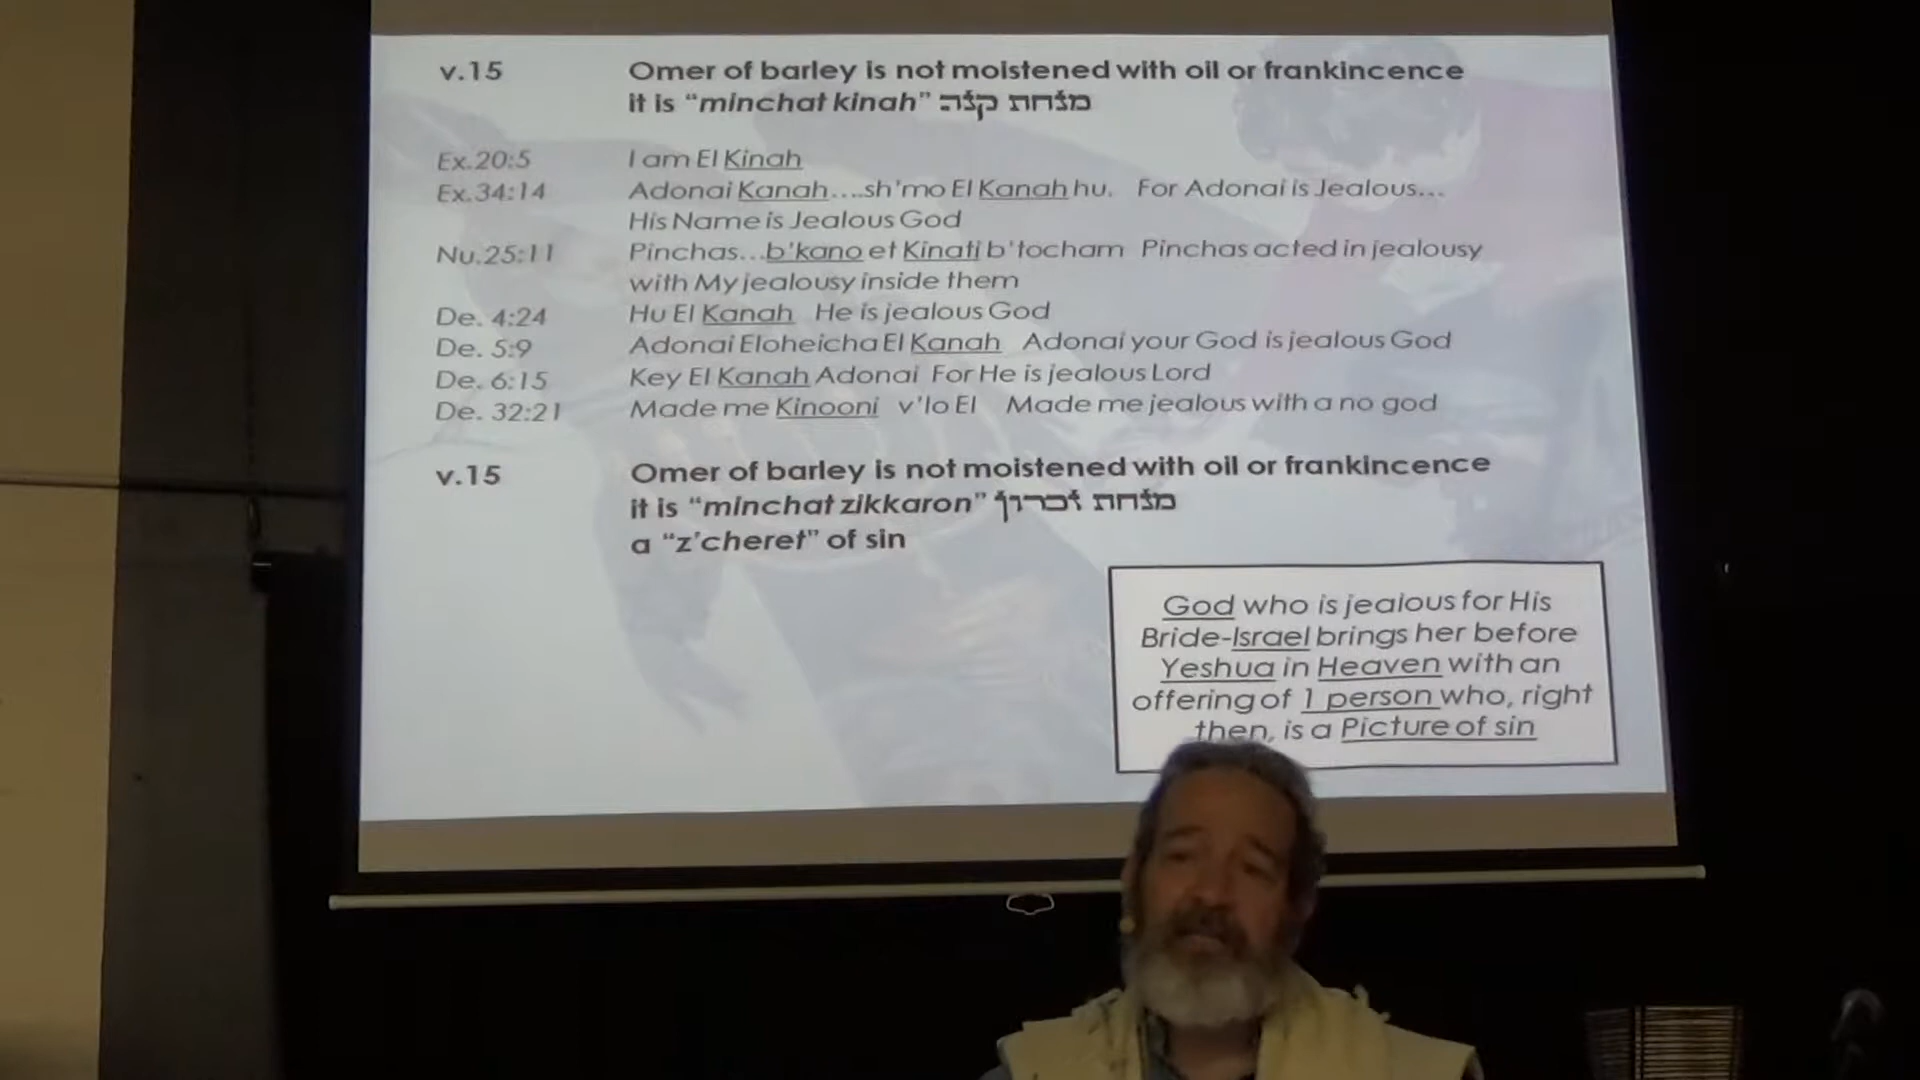 v.15 Omer of barley is not moistened with oil or frankincence
it is “minchat kinah” מנחת קנה
Ex.20:5 I am El Kinah
Ex.34:14 Adonai Kanah....sh'mo El Kanah hu. For Adonai is Jealous...
His Name is Jealous God
Nu.25:11 Pinchas...b'kano et Kinati b'tocham Pinchas acted in jealousy
with My jealousy inside them
De. 4:24 Hu El Kanah He is jealous God
De. 5:9 Adonai Eloheicha El Kanah Adonai your God is jealous God
De. 6:15 Key El Kanah Adonai For He is jealous Lord
De. 32:21 Made me Kinooni v'lo El Made me jealous with a no god
v.15 Omer of barley is not moistened with oil or frankincence
it is “minchat zikkaron” מנחת זכרון
a “z'cheret” of sin
God who is jealous for His
Bride-Israel brings her before
Yeshua in Heaven with an
offering of 1 person who, right
then, is a Picture of sin